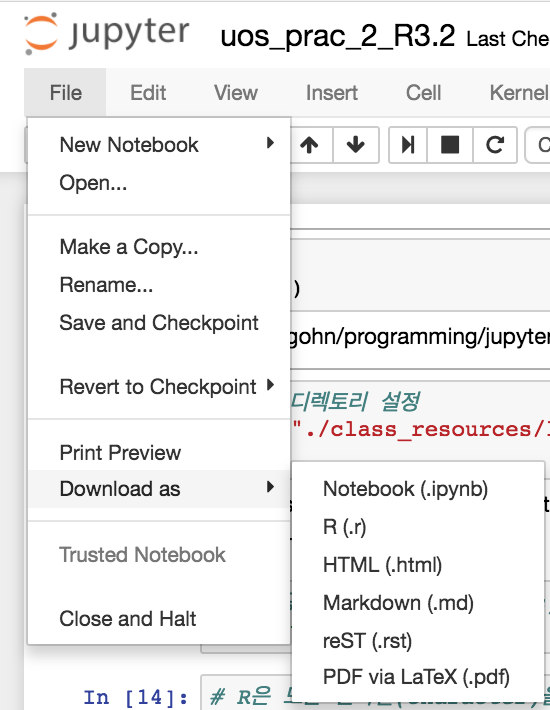 jupyter uos_prac_2_R3.2 Last Che
File Edit View Insert Cell Kernel
New Notebook
Open...
Make a Copy...
Rename...
Save and Checkpoint
Revert to Checkpoint
Print Preview
Download as
Trusted Notebook
Close and Halt
)
gohn/programming/jupyter
디렉토리 설정
"./class_resources/
Notebook (.ipynb)
R (.r)
HTML (.html)
Markdown (.md)
reST (.rst)
PDF via LaTeX (.pdf)
In [14]: # R은